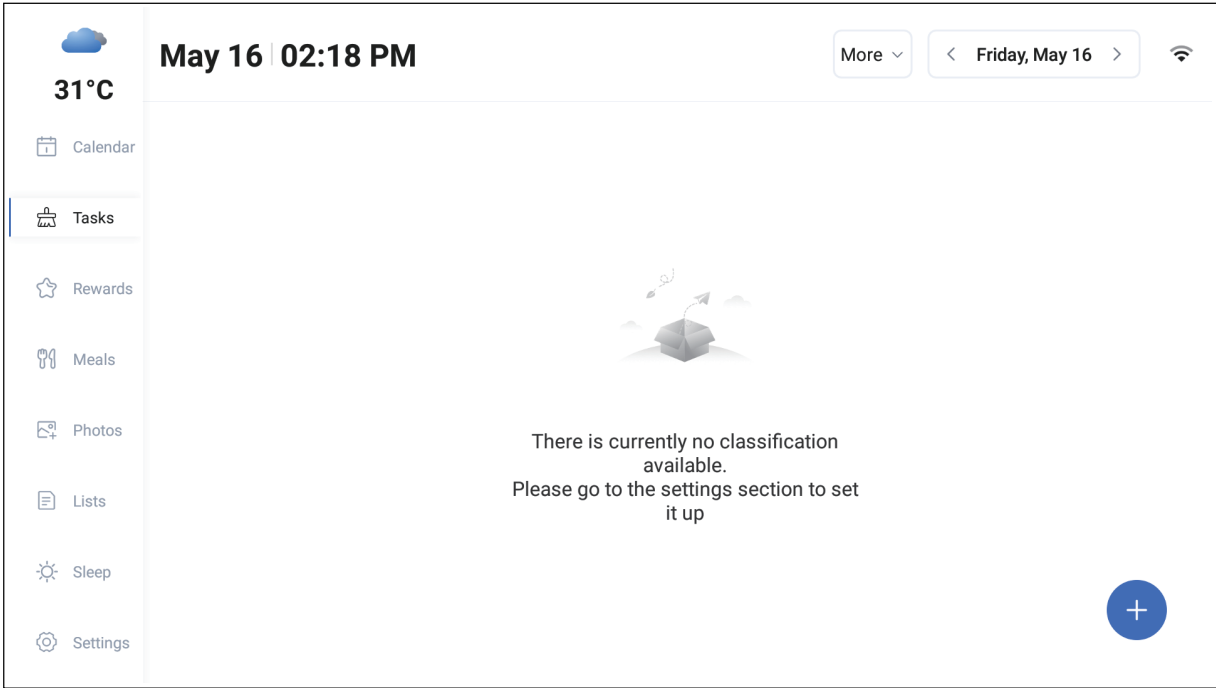 May 16 02:18 PM
More
Friday, May 16
31°C
Calendar
Tasks
Rewards
Meals
Photos
Lists
Sleep
Settings
There is currently no classification
available.
Please go to the settings section to set
it up